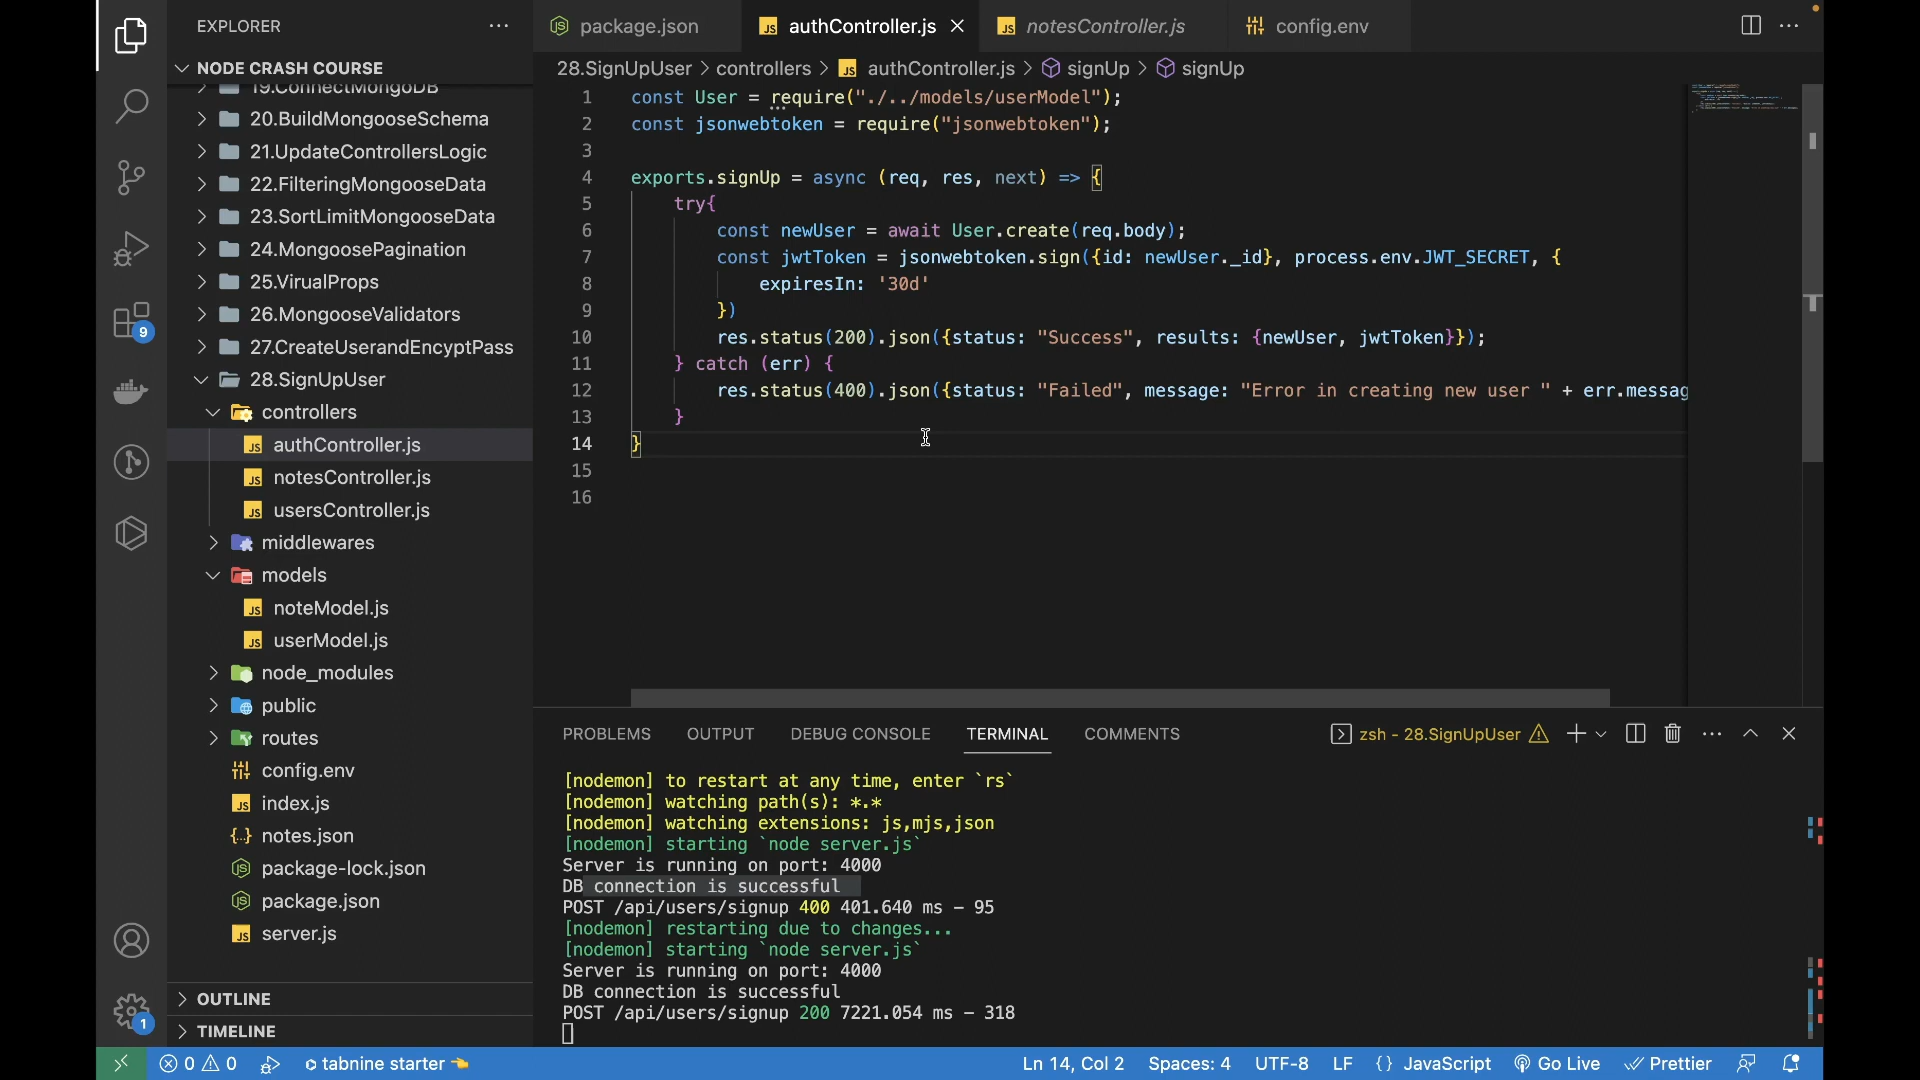 EXPLORER
NODE CRASH COURSE
19.ConnectMongoDB
20.BuildMongooseSchema
21.UpdateControllersLogic
22.FilteringMongooseData
23.SortLimitMongooseData
24.MongoosePagination
25.VirualProps
26.MongooseValidators
27.CreateUserandEncyptPass
28.SignUpUser
controllers
authController.js
notesController.js
usersController.js
middlewares
models
noteModel.js
userModel.js
node_modules
public
routes
config.env
index.js
notes.json
package-lock.json
package.json
server.js
OUTLINE
TIMELINE
9
1
package.json
authController.js
notesController.js
config.env
28.SignUpUser > controllers > authController.js > signUp > signUp
1 const User = require("./../models/userModel");
2 const jsonwebtoken = require("jsonwebtoken");
3
4 exports.signUp = async (req, res, next) => {
5 try{
6 const newUser = await User.create(req.body);
7 const jwtToken = jsonwebtoken.sign({id: newUser._id}, process.env.JWT_SECRET, {
8 expiresIn: '30d'
9 })
10 res.status(200).json({status: "Success", results: {newUser, jwtToken}});
11 } catch (err) {
12 res.status(400).json({status: "Failed", message: "Error in creating new user " + err.messag
13 }
14 }
15
16
PROBLEMS OUTPUT DEBUG CONSOLE TERMINAL COMMENTS
zsh - 28.SignUpUser
[nodemon] to restart at any time, enter `rs`
[nodemon] watching path(s): *.*
[nodemon] watching extensions: js,mjs,json
[nodemon] starting `node server.js`
Server is running on port: 4000
DB connection is successful
POST /api/users/signup 400 401.640 ms - 95
[nodemon] restarting due to changes...
[nodemon] starting `node server.js`
Server is running on port: 4000
DB connection is successful
POST /api/users/signup 200 7221.054 ms - 318
0 0 tabnine starter Ln 14, Col 2 Spaces: 4 UTF-8 LF {} JavaScript Go Live Prettier